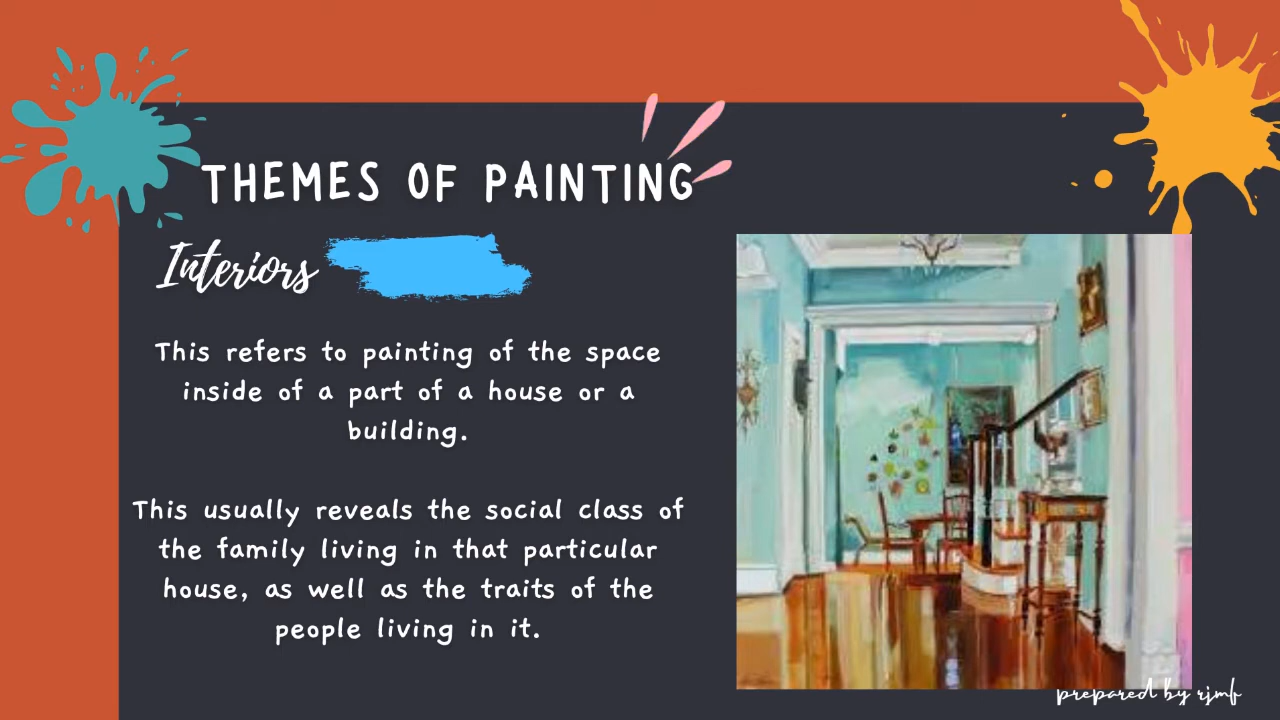 THEMES OF PAINTING
Interiors
This refers to painting of the space
inside of a part of a house or a
building.
This usually reveals the social class of
the family living in that particular
house, as well as the traits of the
people living in it.
prepared by rjmf